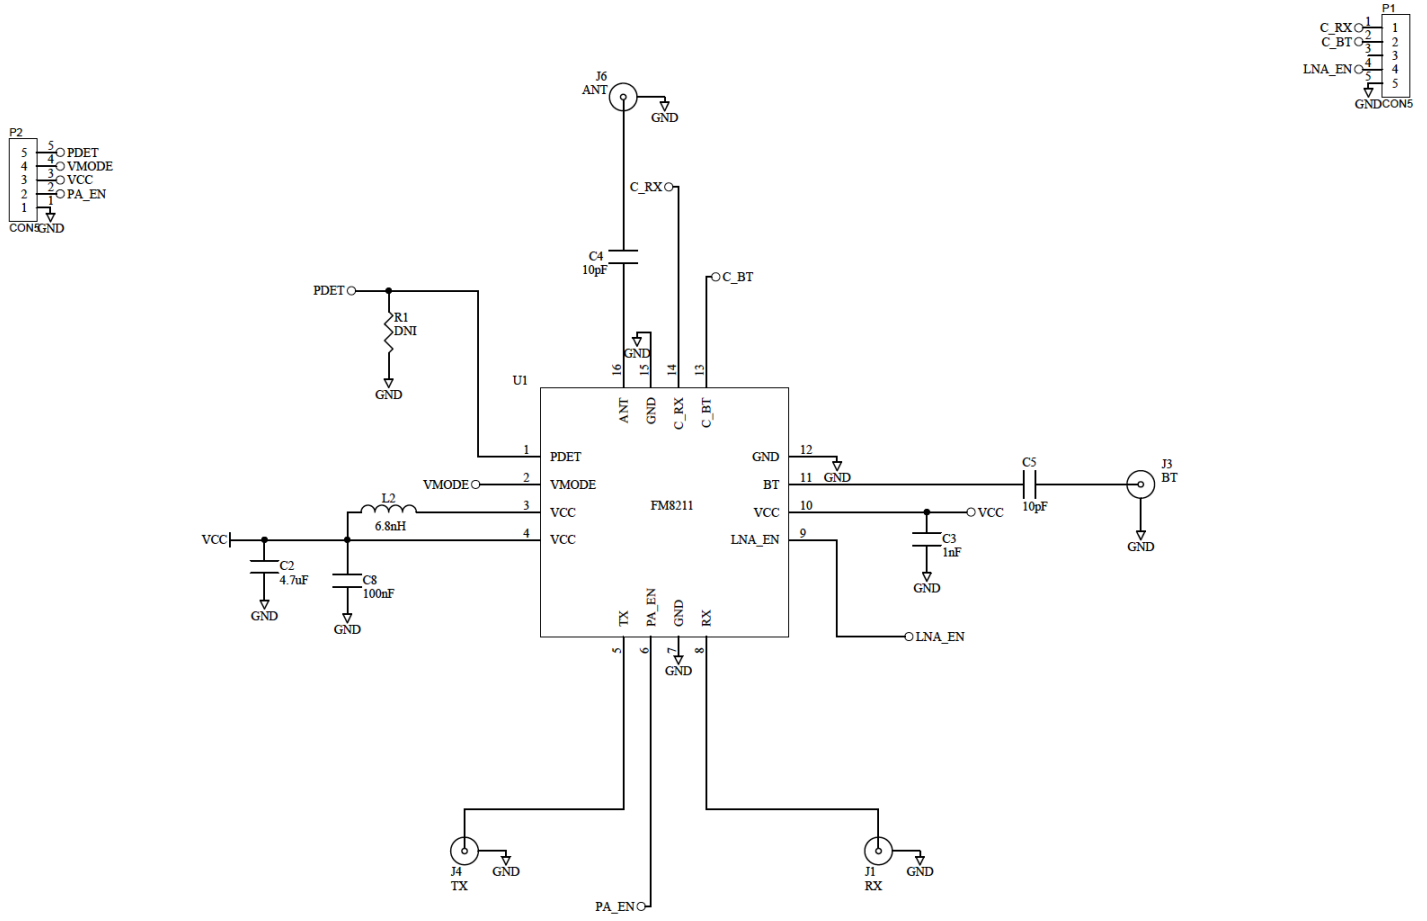 P1
C_RX 1 1
C_BT 2 2
3 3
LNA_EN 4 4
5 5
GND CON5
J6
ANT
GND
P2
5 5 PDET
4 4 VMODE
3 3 VCC
2 2 PA_EN
1 1
CON5 GND
C_RX
C4
10pF
C_BT
PDET
R1
DNI
GND
GND
16 15 14 13
U1
ANT GND C_RX C_BT
1 PDET
GND 12
GND
VMODE 2 VMODE
BT 11
C5
10pF
J3
BT
GND
FM8211
L2
6.8nH
3 VCC
VCC 10
VCC
VCC
4 VCC
LNA_EN 9
C3
1nF
GND
C2
4.7uF
GND
C8
100nF
GND
TX PA_EN GND RX
5 6 7 8
GND
LNA_EN
J4
TX
GND
J1
RX
GND
PA_EN